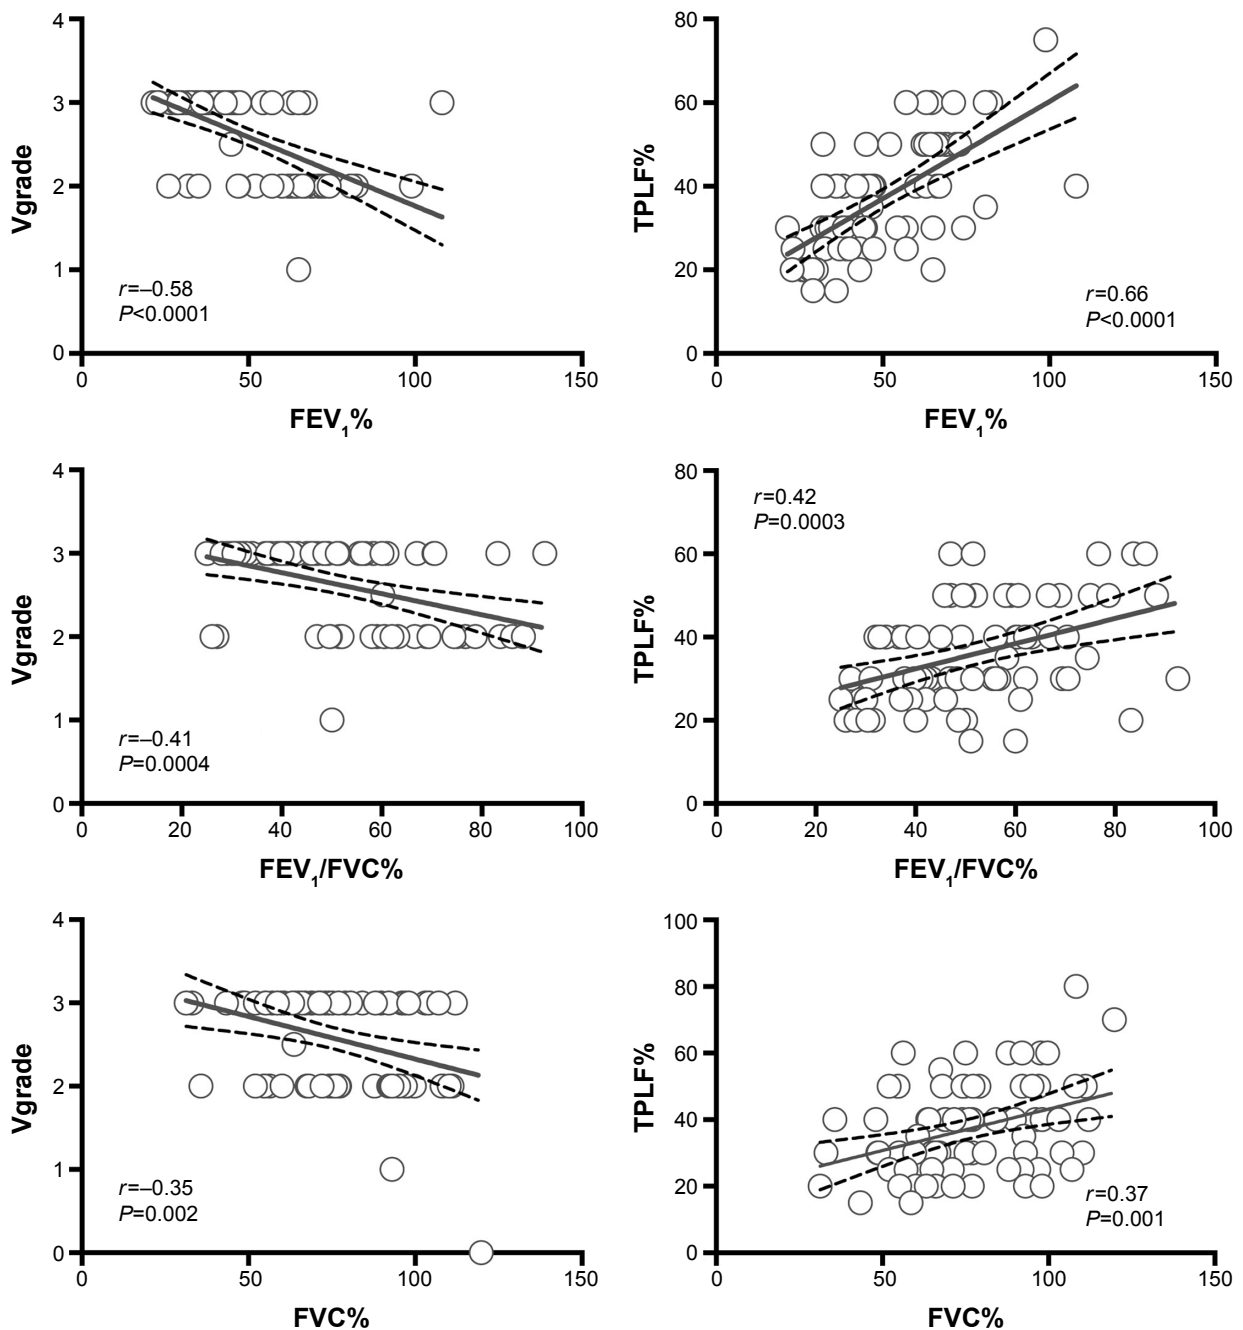 4
3
2
1
0
Vgrade
r=–0.58
P<0.0001
0 50 100 150
FEV1%
80
60
40
20
0
TPLF%
r=0.66
P<0.0001
0 50 100 150
FEV1%
4
3
2
1
0
Vgrade
r=–0.41
P=0.0004
0 20 40 60 80 100
FEV1/FVC%
80
60
40
20
0
TPLF%
r=0.42
P=0.0003
0 20 40 60 80 100
FEV1/FVC%
4
3
2
1
0
Vgrade
r=–0.35
P=0.002
0 50 100 150
FVC%
100
80
60
40
20
0
TPLF%
r=0.37
P=0.001
0 50 100 150
FVC%